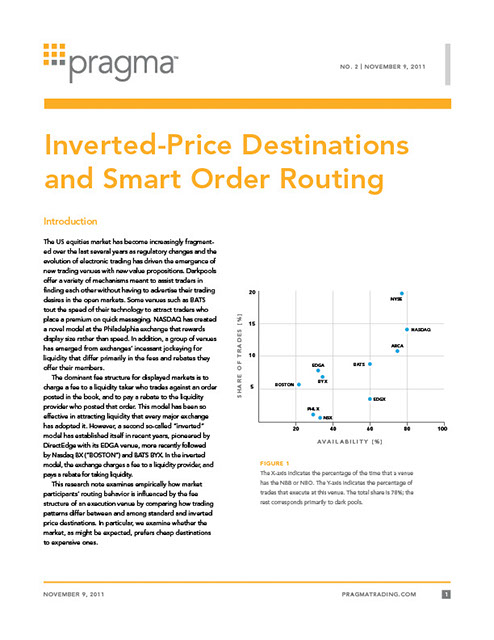 pragma™
NO. 2 | NOVEMBER 9, 2011
Inverted-Price Destinations
and Smart Order Routing
Introduction
The US equities market has become increasingly fragment-
ed over the last several years as regulatory changes and the
evolution of electronic trading has driven the emergence of
new trading venues with new value propositions. Darkpools
offer a variety of mechanisms meant to assist traders in
finding each other without having to advertise their trading
desires in the open markets. Some venues such as BATS
tout the speed of their technology to attract traders who
place a premium on quick messaging. NASDAQ has created
a novel model at the Philadelphia exchange that rewards
display size rather than speed. In addition, a group of venues
has emerged from exchanges' incessant jockeying for
liquidity that differ primarily in the fees and rebates they
offer their members.
The dominant fee structure for displayed markets is to
charge a fee to a liquidity taker who trades against an order
posted in the book, and to pay a rebate to the liquidity
provider who posted that order. This model has been so
effective in attracting liquidity that every major exchange
has adopted it. However, a second so-called "inverted"
model has established itself in recent years, pioneered by
DirectEdge with its EDGA venue, more recently followed
by Nasdaq BX ("BOSTON") and BATS BYX. In the inverted
model, the exchange charges a fee to a liquidity provider, and
pays a rebate for taking liquidity.
This research note examines empirically how market
participants' routing behavior is influenced by the fee
structure of an execution venue by comparing how trading
patterns differ between and among standard and inverted
price destinations. In particular, we examine whether the
market, as might be expected, prefers cheap destinations
to expensive ones.
SHARE OF TRADES [%]
20
15
10
5
NYSE
NASDAQ
ARCA
BATS
EDGA
BYX
BOSTON
EDGX
PHLX
NSX
20
40
60
80
100
AVAILABILITY [%]
FIGURE 1
The X-axis indicates the percentage of the time that a venue
has the NBB or NBO. The Y-axis indicates the percentage of
trades that execute at this venue. The total share is 70%; the
rest corresponds primarily to dark pools.
NOVEMBER 9, 2011
PRAGMATRADING.COM
1